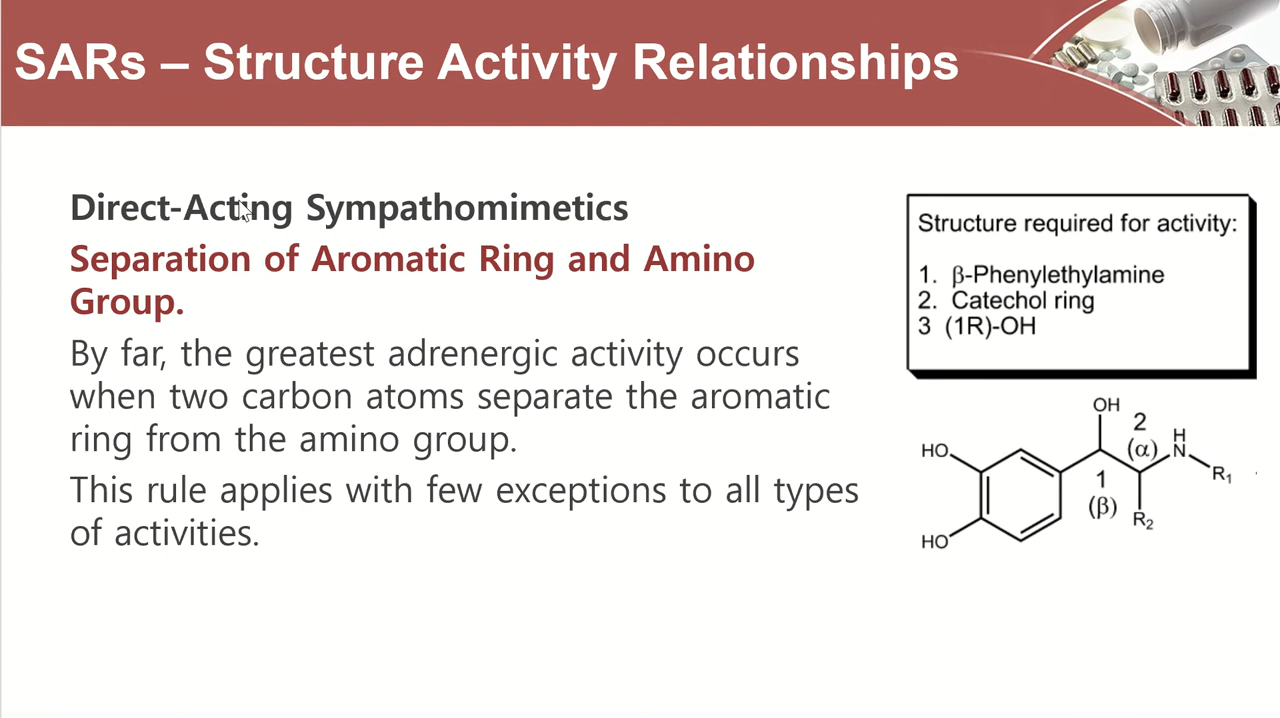 SARs – Structure Activity Relationships
Direct-Acting Sympathomimetics
Separation of Aromatic Ring and Amino
Group.
By far, the greatest adrenergic activity occurs
when two carbon atoms separate the aromatic
ring from the amino group.
This rule applies with few exceptions to all types
of activities.
Structure required for activity:
1. β-Phenylethylamine
2. Catechol ring
3 (1R)-OH
OH
2
(α)
H
N
R₁
HO
1
(β)
R₂
HO